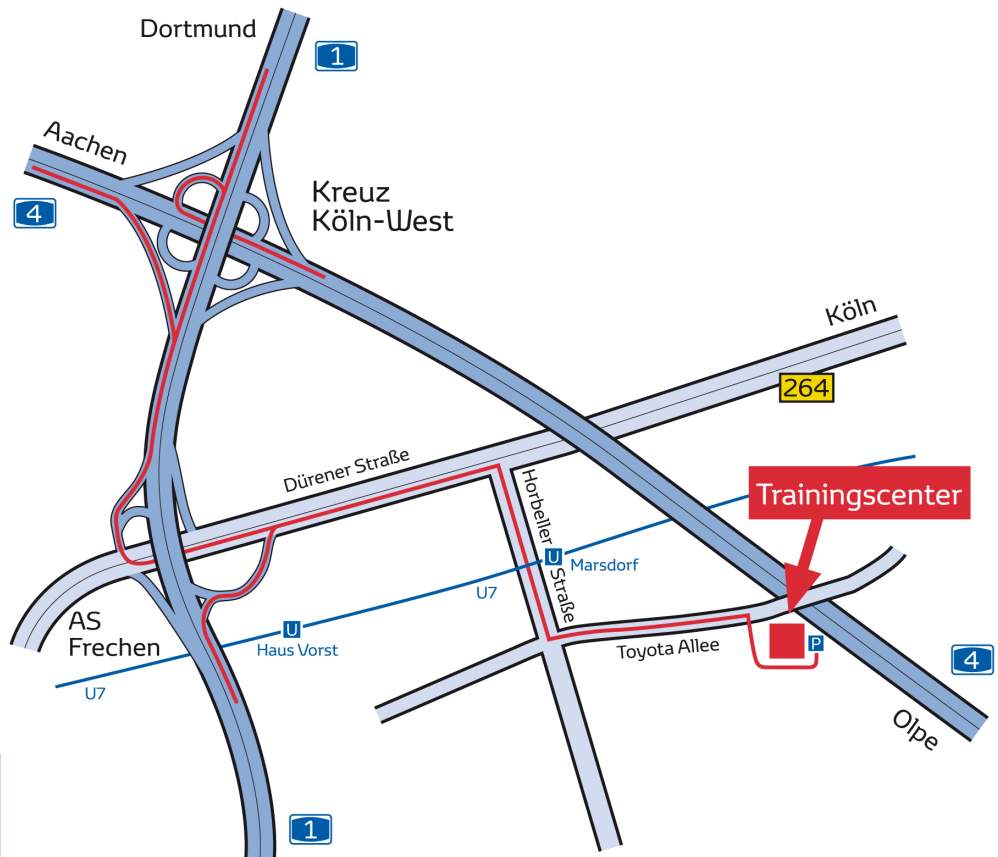 Dortmund
1
Aachen
4
Kreuz
Köln-West
Köln
264
Dürener Straße
Horbeller Straße
Trainingscenter
U
Marsdorf
U7
AS
Frechen
U
Haus Vorst
Toyota Allee
P
4
U7
Olpe
1